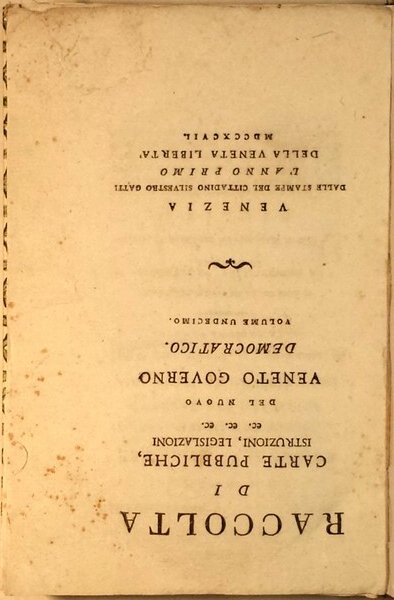 RACCOLTA
DI
CARTE PUBBLICHE,
ISTRUZIONI, LEGISLAZIONI
ec. ec. ec.
DEL NUOVO
VENETO GOVERNO
DEMOCRATICO.
VOLUME UNDECIMO.
VENEZIA
DALLE STAMPE DEL CITTADINO SILVESTRO GATTI
L'ANNO PRIMO
DELLA VENETA LIBERTA'
MDCCXCVII.